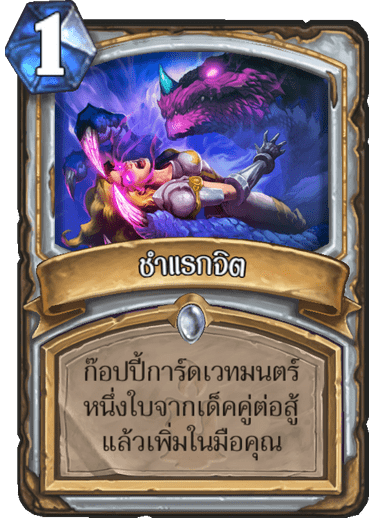 1
ชำแรกจิต
ก๊อปปี้การ์ดเวทมนตร์
หนึ่งใบจากเด็คคู่ต่อสู้
แล้วเพิ่มในมือคุณ